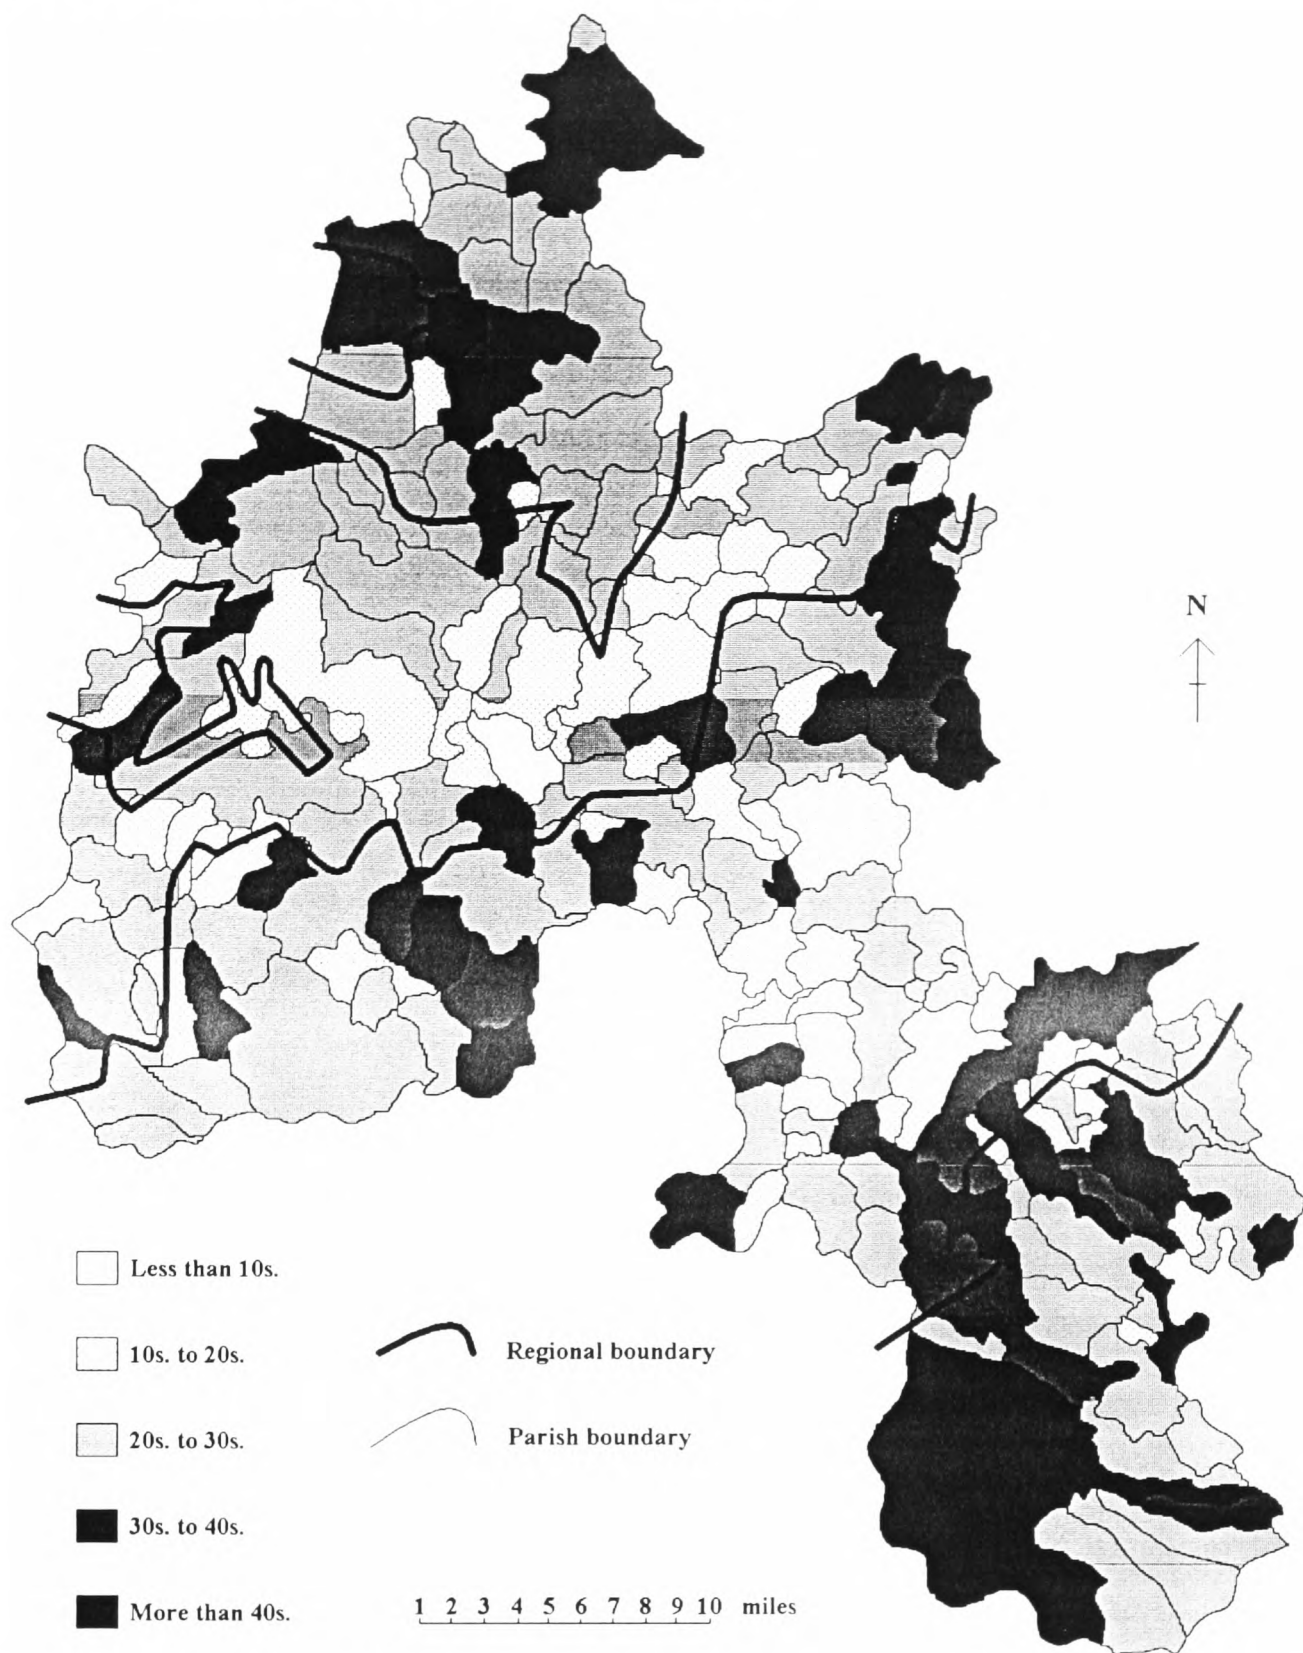 N
Less than 10s.
10s. to 20s.
20s. to 30s.
30s. to 40s.
More than 40s.
Regional boundary
Parish boundary
1 2 3 4 5 6 7 8 9 10 miles